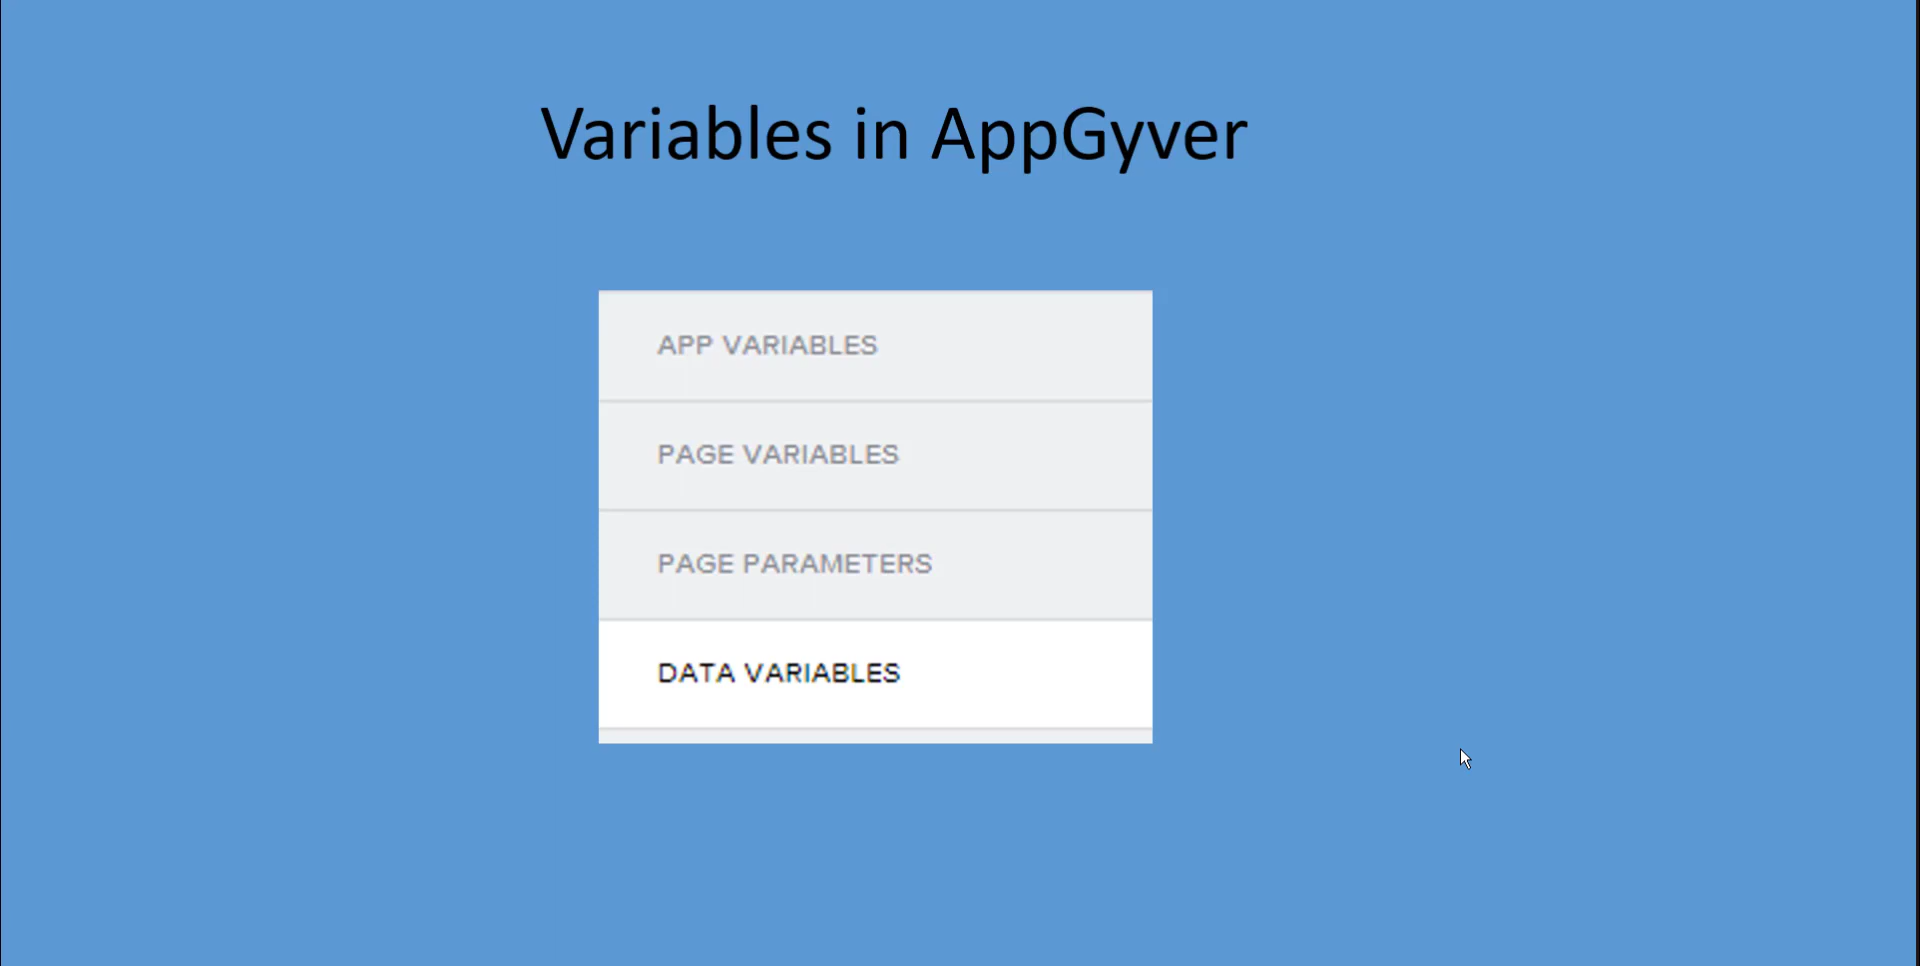 Variables in AppGyver
APP VARIABLES
PAGE VARIABLES
PAGE PARAMETERS
DATA VARIABLES